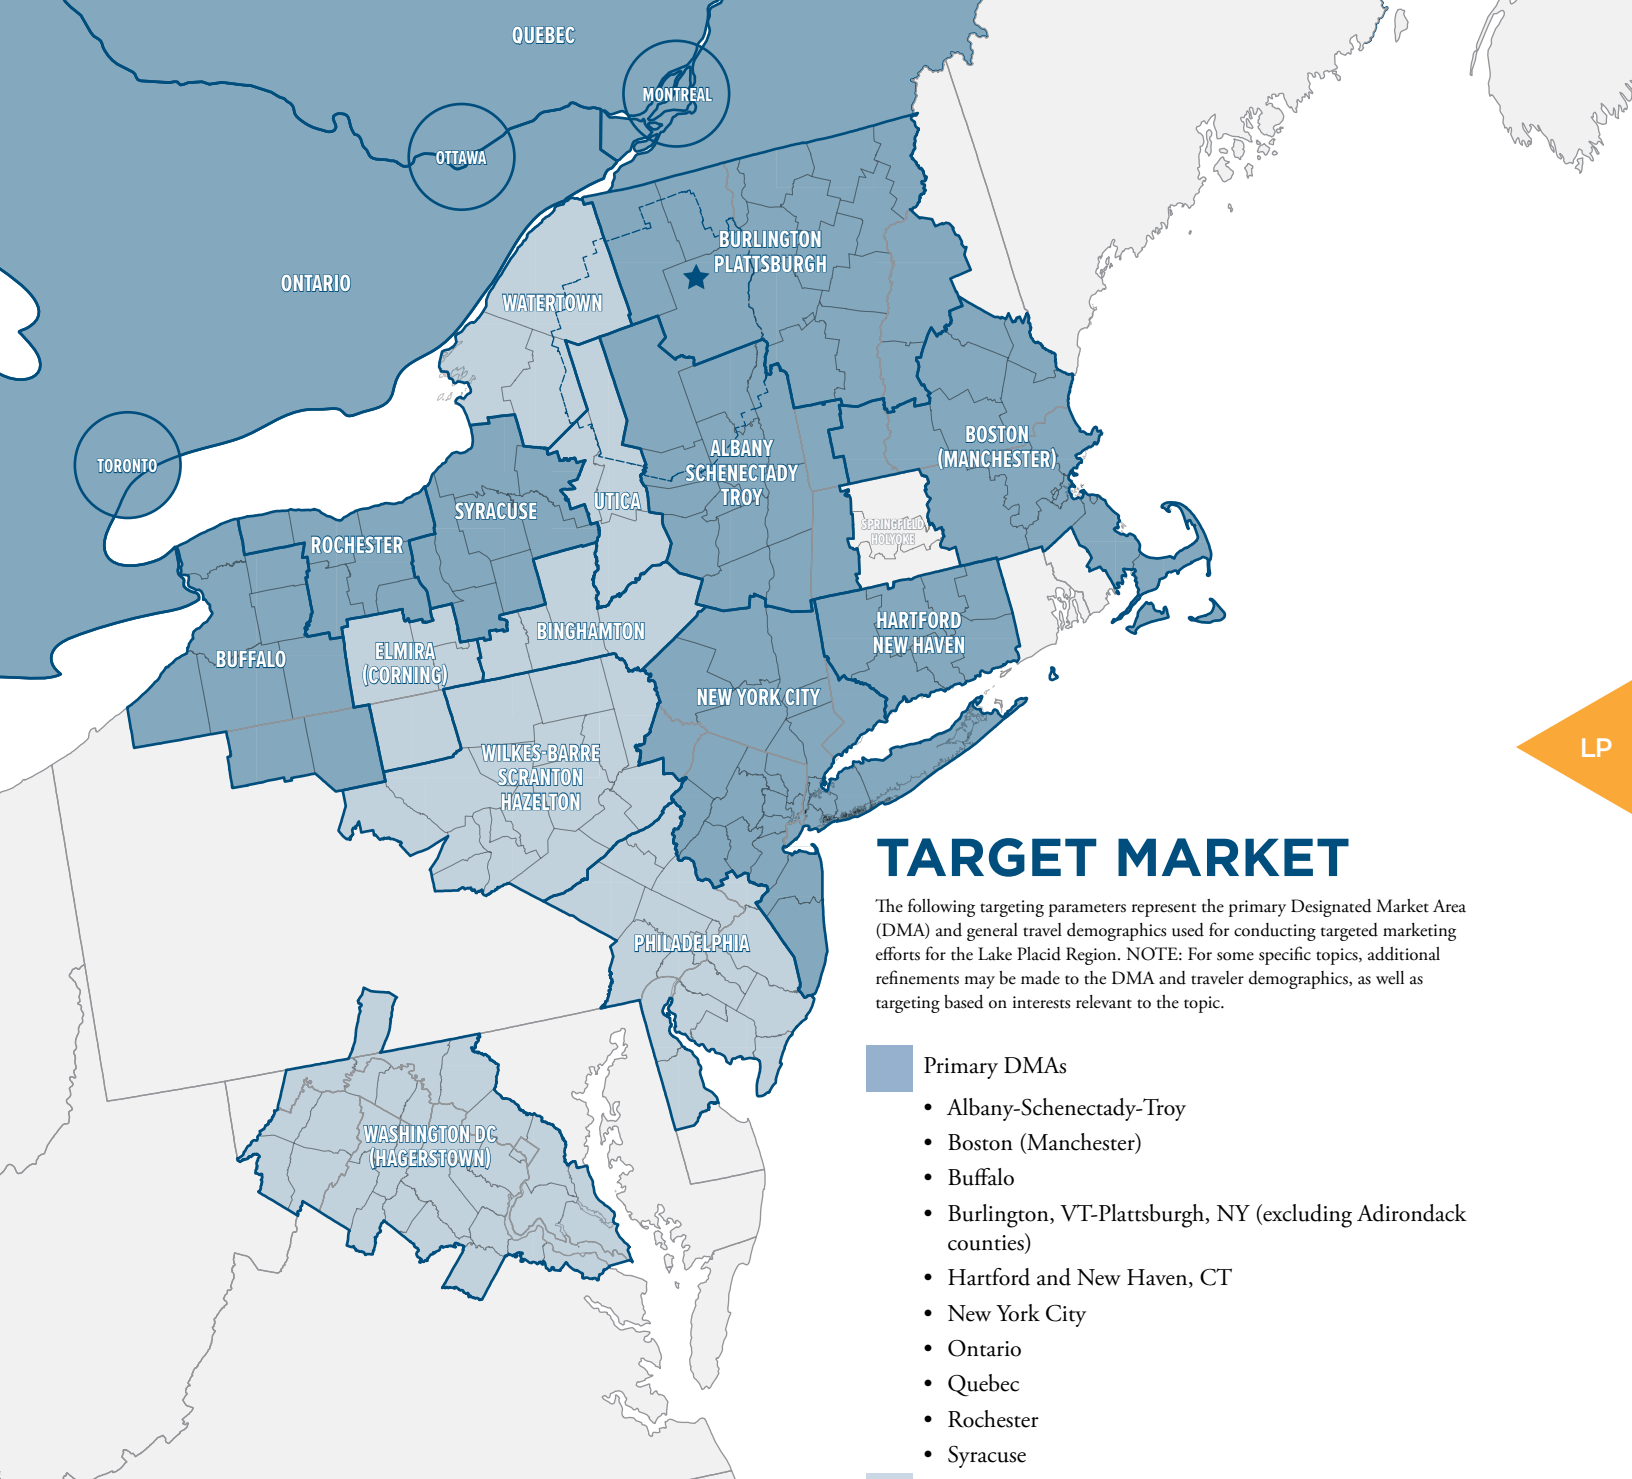 QUEBEC
MONTREAL
OTTAWA
BURLINGTON
PLATTSBURGH
ONTARIO
WATERTOWN
BOSTON
(MANCHESTER)
ALBANY
SCHENECTADY
TROY
TORONTO
UTICA
SYRACUSE
SPRINGFIELD
HOLYOKE
ROCHESTER
HARTFORD
NEW HAVEN
BINGHAMTON
ELMIRA
(CORNING)
BUFFALO
NEW YORK CITY
WILKES-BARRE
SCRANTON
HAZELTON
LP
PHILADELPHIA
WASHINGTON DC
(HAGERSTOWN)
TARGET MARKET
The following targeting parameters represent the primary Designated Market Area
(DMA) and general travel demographics used for conducting targeted marketing
efforts for the Lake Placid Region. NOTE: For some specific topics, additional
refinements may be made to the DMA and traveler demographics, as well as
targeting based on interests relevant to the topic.
Primary DMAs
• Albany-Schenectady-Troy
• Boston (Manchester)
• Buffalo
• Burlington, VT-Plattsburgh, NY (excluding Adirondack
counties)
• Hartford and New Haven, CT
• New York City
• Ontario
• Quebec
• Rochester
• Syracuse